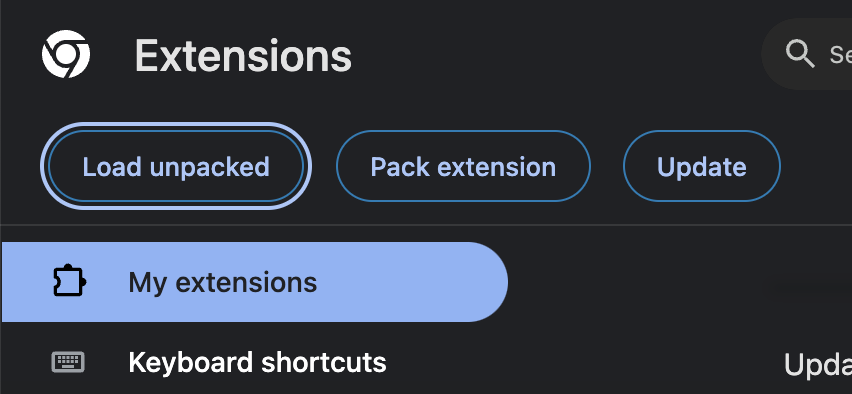 Extensions
Load unpacked
Pack extension
Update
My extensions
Keyboard shortcuts